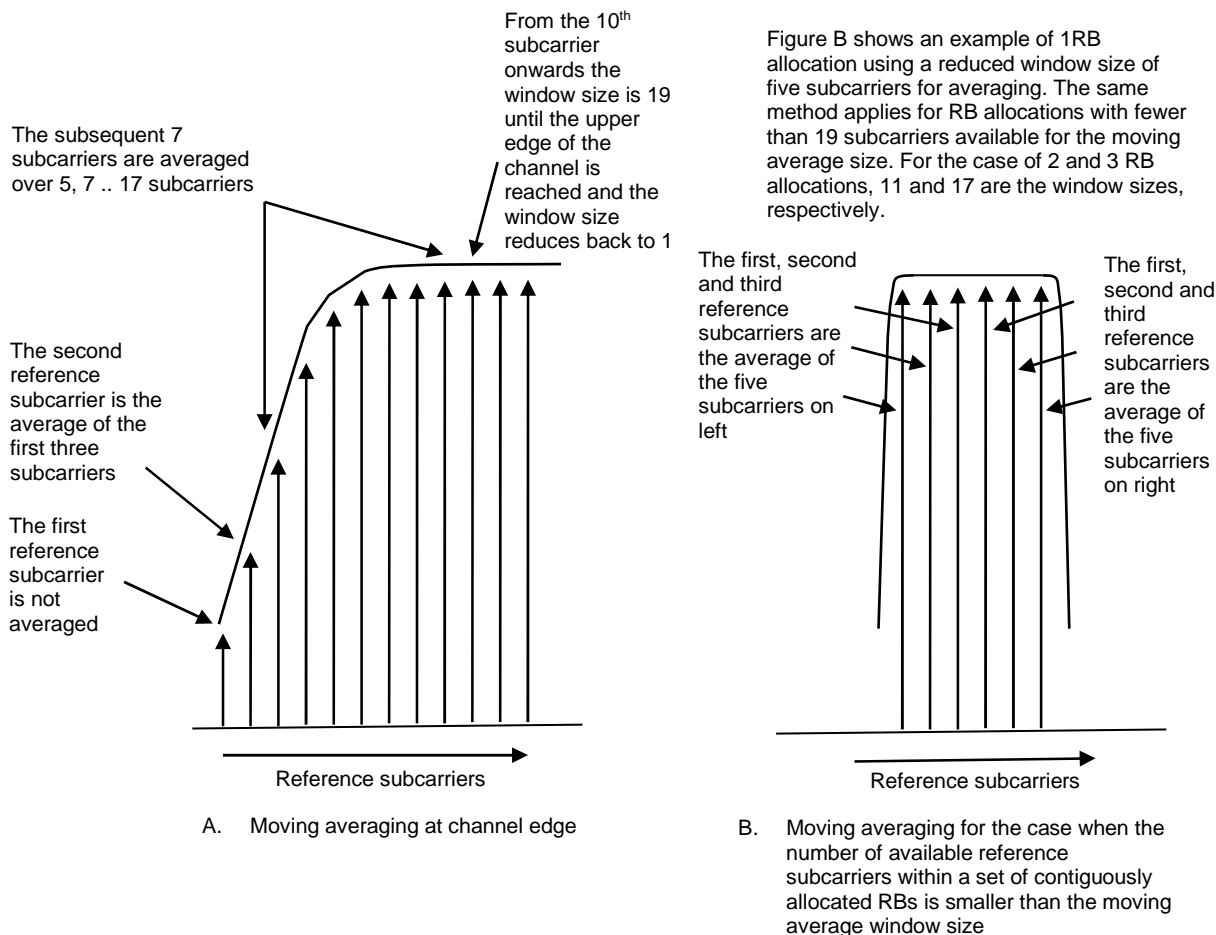 From the 10th
subcarrier
onwards the
window size is 19
until the upper
edge of the
channel is
reached and the
window size
reduces back to 1
The subsequent 7
subcarriers are averaged
over 5, 7 .. 17 subcarriers
The second
reference
subcarrier is the
average of the
first three
subcarriers
The first
reference
subcarrier
is not
averaged
Reference subcarriers
A. Moving averaging at channel edge
Figure B shows an example of 1RB
allocation using a reduced window size of
five subcarriers for averaging. The same
method applies for RB allocations with fewer
than 19 subcarriers available for the moving
average size. For the case of 2 and 3 RB
allocations, 11 and 17 are the window sizes,
respectively.
The first, second
and third
reference
subcarriers are
the average of
the five
subcarriers on
left
The first,
second and
third
reference
subcarriers
are the
average of
the five
subcarriers
on right
Reference subcarriers
B. Moving averaging for the case when the
number of available reference
subcarriers within a set of contiguously
allocated RBs is smaller than the moving
average window size